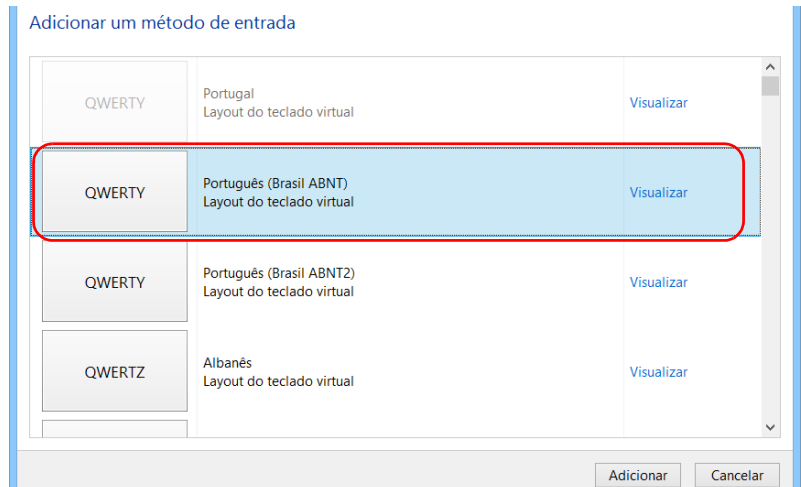 Adicionar um método de entrada
QWERTY
Portugal
Layout do teclado virtual
Visualizar
QWERTY
Português (Brasil ABNT)
Layout do teclado virtual
Visualizar
QWERTY
Português (Brasil ABNT2)
Layout do teclado virtual
Visualizar
QWERTZ
Albanês
Layout do teclado virtual
Visualizar
Adicionar
Cancelar